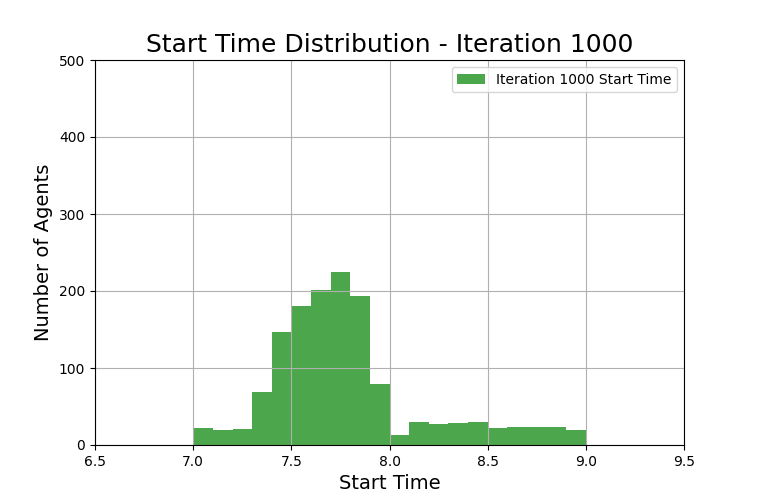 Start Time Distribution - Iteration 1000
Iteration 1000 Start Time
Number of Agents
500
400
300
200
100
0
6.5 7.0 7.5 8.0 8.5 9.0 9.5
Start Time